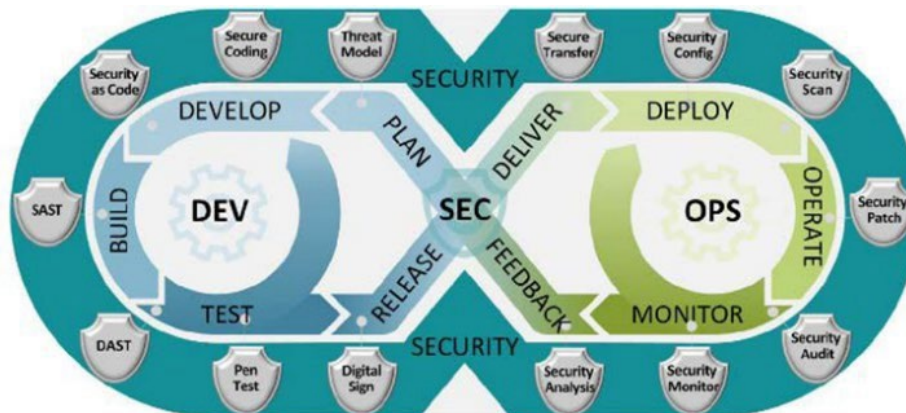 Secure
Coding
Threat
Model
Secure
Transfer
Security
Config
Security
as Code
SECURITY
Security
Scan
DEVELOP
PLAN
DELIVER
DEPLOY
SAST
BUILD
DEV
SEC
OPS
OPERATE
Security
Patch
TEST
RELEASE
FEEDBACK
MONITOR
DAST
SECURITY
Security
Audit
Pen
Test
Digital
Sign
Security
Analysis
Security
Monitor